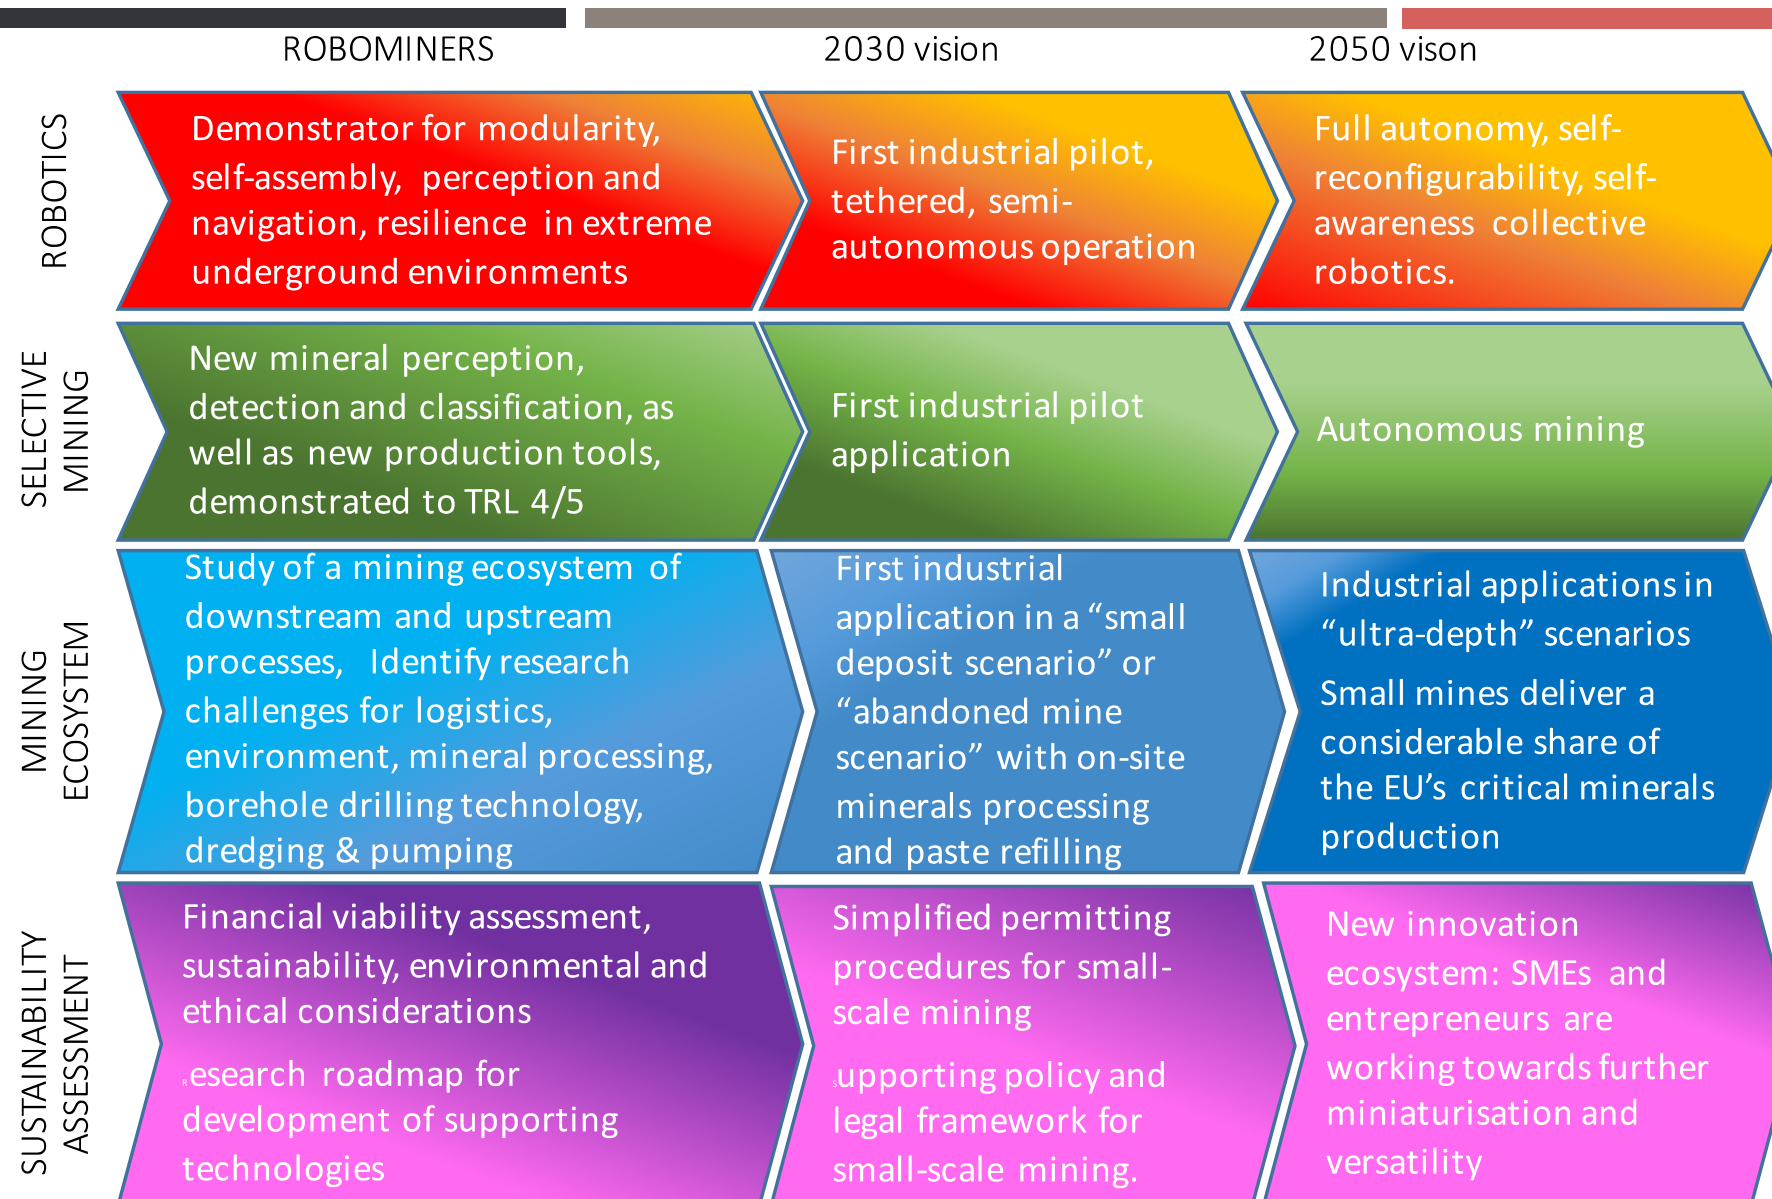 ROBOMINERS
2030 vision
2050 vison
ROBOTICS
Demonstrator for modularity,
self-assembly, perception and
navigation, resilience in extreme
underground environments
First industrial pilot,
tethered, semi-
autonomous operation
Full autonomy, self-
reconfigurability, self-
awareness collective
robotics.
SELECTIVE
MINING
New mineral perception,
detection and classification, as
well as new production tools,
demonstrated to TRL 4/5
First industrial pilot
application
Autonomous mining
MINING
ECOSYSTEM
Study of a mining ecosystem of
downstream and upstream
processes, Identify research
challenges for logistics,
environment, mineral processing,
borehole drilling technology,
dredging & pumping
First industrial
application in a “small
deposit scenario” or
“abandoned mine
scenario” with on-site
minerals processing
and paste refilling
Industrial applications in
“ultra-depth” scenarios
Small mines deliver a
considerable share of
the EU’s critical minerals
production
SUSTAINABILITY
ASSESSMENT
Financial viability assessment,
sustainability, environmental and
ethical considerations
Research roadmap for
development of supporting
technologies
Simplified permitting
procedures for small-
scale mining
Supporting policy and
legal framework for
small-scale mining.
New innovation
ecosystem: SMEs and
entrepreneurs are
working towards further
miniaturisation and
versatility